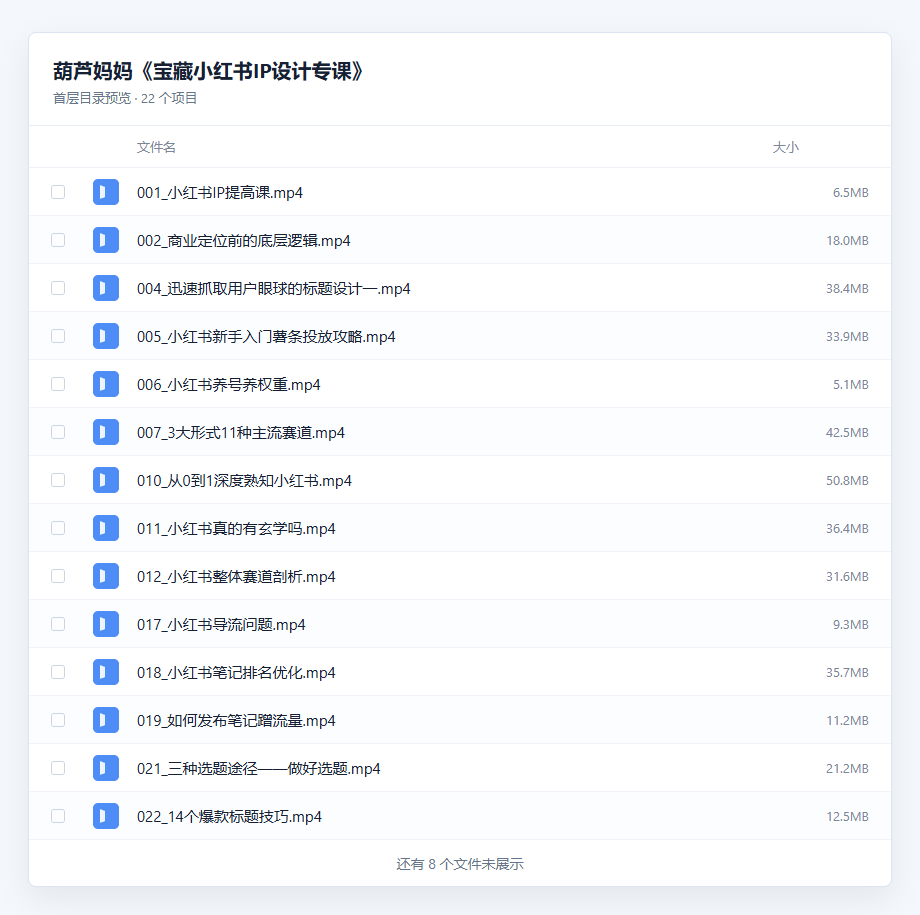 葫芦妈妈《宝藏小红书IP设计专课》
首层目录预览 · 22 个项目
文件名 大小
001_小红书IP提高课.mp4 6.5MB
002_商业定位前的底层逻辑.mp4 18.0MB
004_迅速抓取用户眼球的标题设计一.mp4 38.4MB
005_小红书新手入门薯条投放攻略.mp4 33.9MB
006_小红书养号养权重.mp4 5.1MB
007_3大形式11种主流赛道.mp4 42.5MB
010_从0到1深度熟知小红书.mp4 50.8MB
011_小红书真的有玄学吗.mp4 36.4MB
012_小红书整体赛道剖析.mp4 31.6MB
017_小红书导流问题.mp4 9.3MB
018_小红书笔记排名优化.mp4 35.7MB
019_如何发布笔记蹭流量.mp4 11.2MB
021_三种选题途径——做好选题.mp4 21.2MB
022_14个爆款标题技巧.mp4 12.5MB
还有 8 个文件未展示